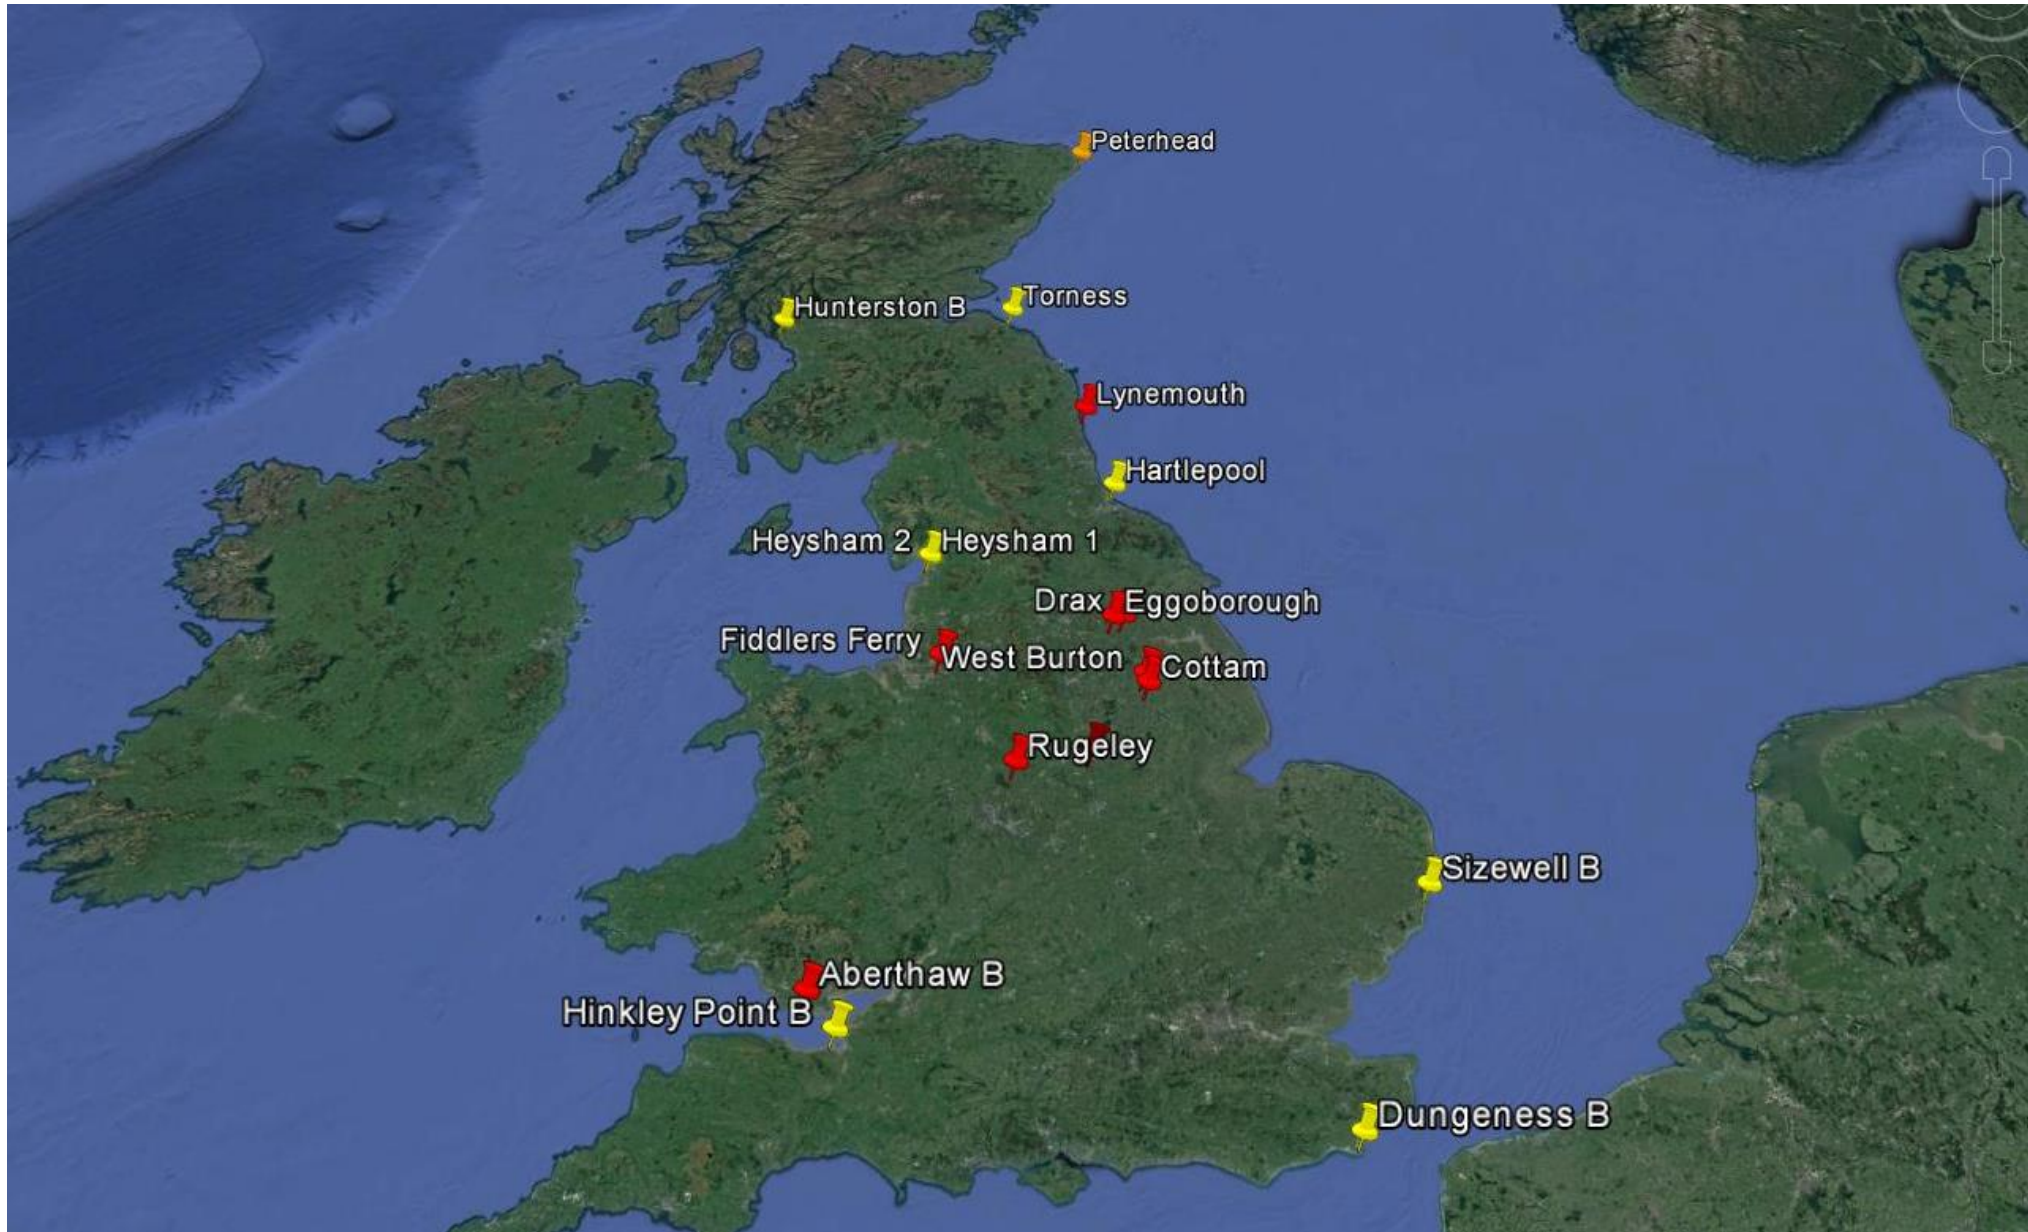 Peterhead
Torness
Hunterston B
Lynemouth
Hartlepool
Heysham 2 Heysham 1
Drax Eggoborough
Fiddlers Ferry
West Burton Cottam
Rugeley
Sizewell B
Aberthaw B
Hinkley Point B
Dungeness B